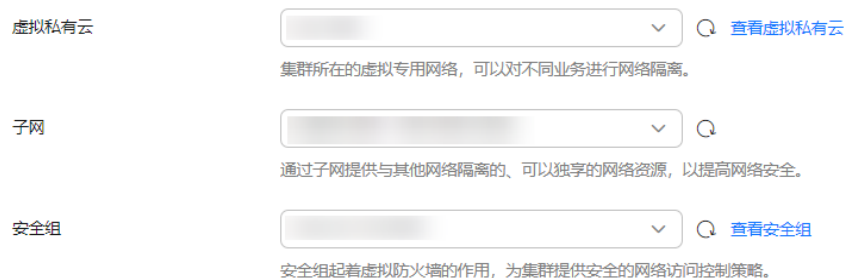 虚拟私有云 查看虚拟私有云
集群所在的虚拟专用网络，可以对不同业务进行网络隔离。
子网
通过子网提供与其他网络隔离的、可以独享的网络资源，以提高网络安全。
安全组 查看安全组
安全组起着虚拟防火墙的作用，为集群提供安全的网络访问控制策略。